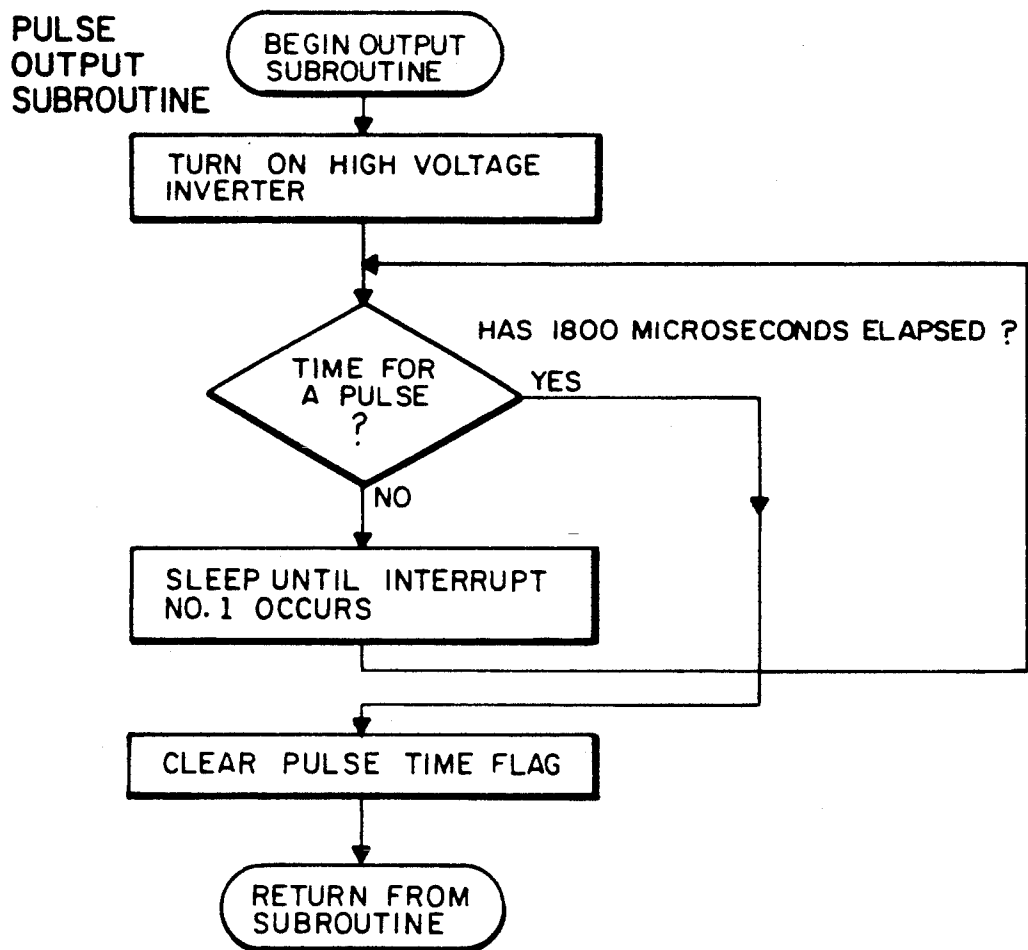 PULSE
OUTPUT
SUBROUTINE
BEGIN OUTPUT
SUBROUTINE
TURN ON HIGH VOLTAGE
INVERTER
HAS 1800 MICROSECONDS ELAPSED ?
TIME FOR
A PULSE
?
YES
NO
SLEEP UNTIL INTERRUPT
NO. 1 OCCURS
CLEAR PULSE TIME FLAG
RETURN FROM
SUBROUTINE